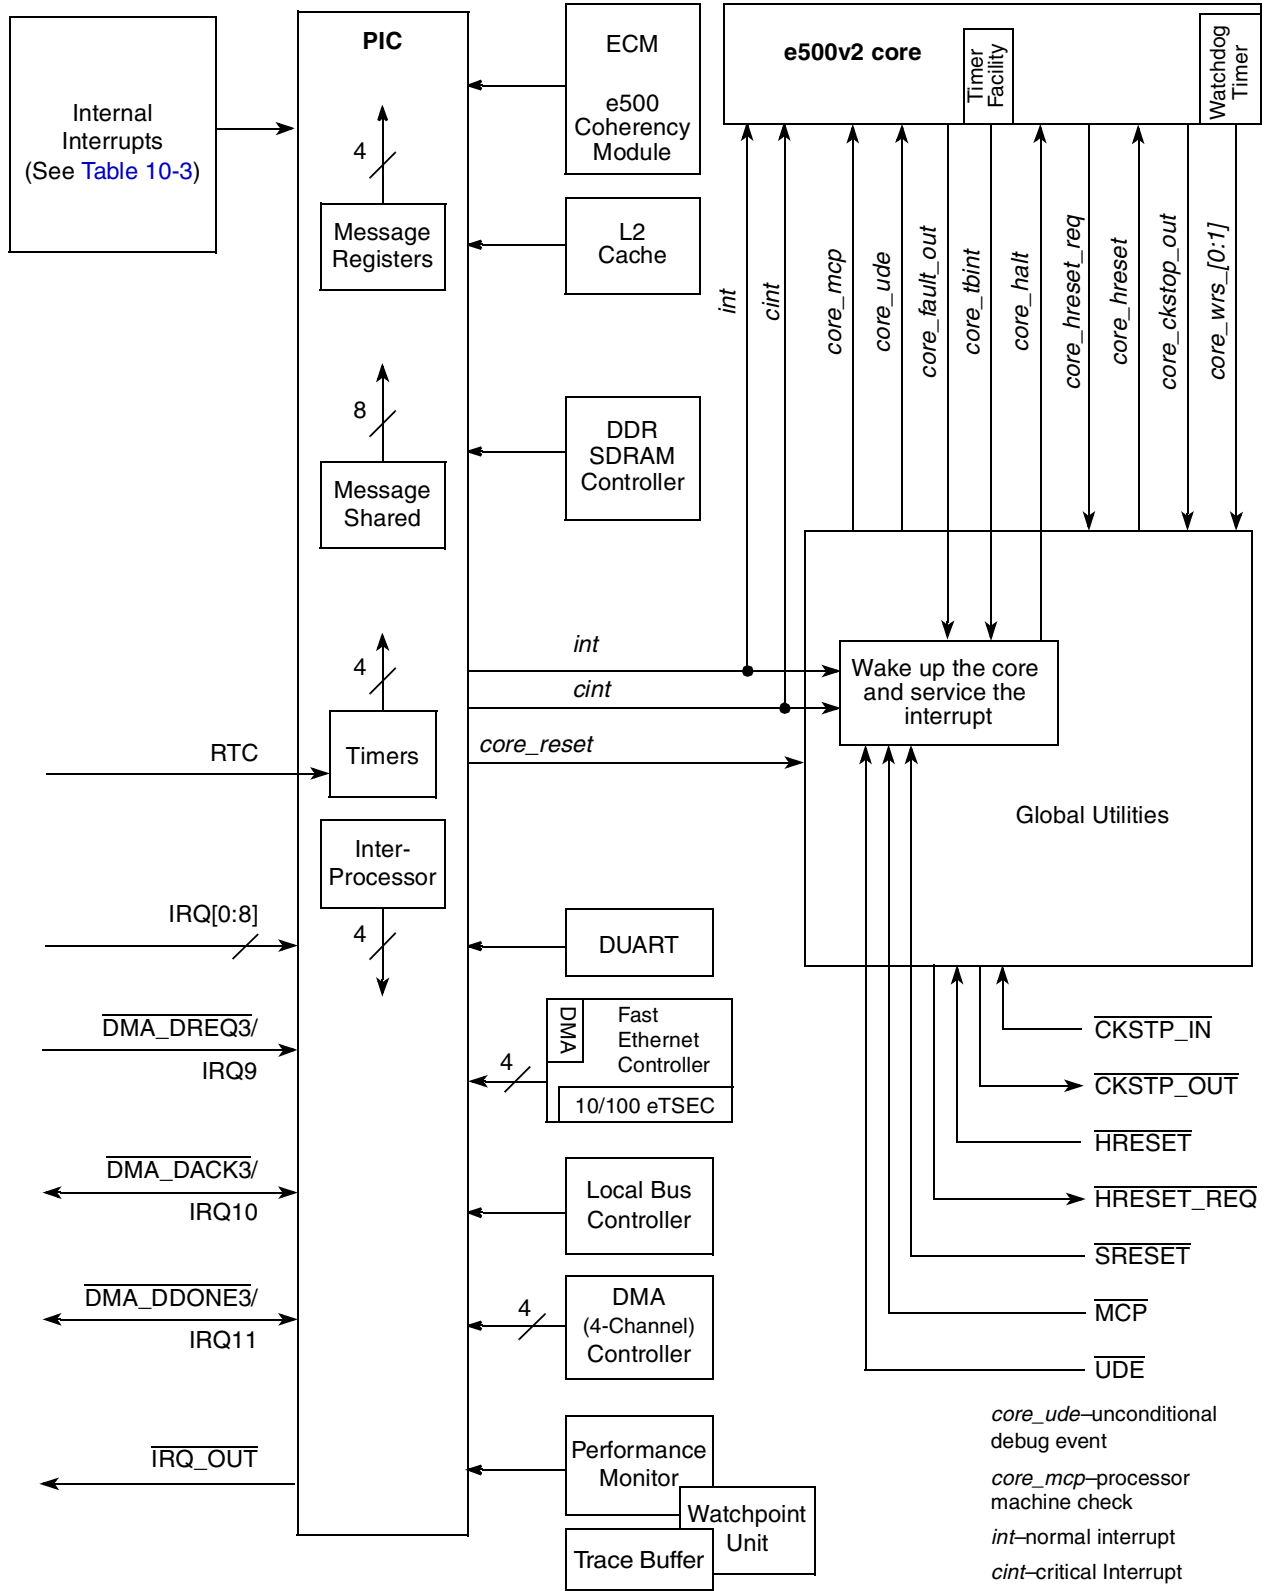 PIC
Internal
Interrupts
(See Table 10-3)
4
Message
Registers
8
Message
Shared
4
Timers
RTC
Inter-
Processor
4
IRQ[0:8]
DMA_DREQ3/
IRQ9
DMA_DACK3/
IRQ10
DMA_DDONE3/
IRQ11
IRQ_OUT
ECM
e500
Coherency
Module
L2
Cache
DDR
SDRAM
Controller
int
cint
core_reset
DUART
DMA
Fast
Ethernet
Controller
10/100 eTSEC
4
Local Bus
Controller
4
DMA
(4-Channel)
Controller
Performance
Monitor
Watchpoint
Unit
Trace Buffer
e500v2 core
Timer
Facility
Watchdog
Timer
int
cint
core_mcp
core_ude
core_fault_out
core_tbint
core_halt
core_hreset_req
core_hreset
core_ckstop_out
core_wrs_[0:1]
Wake up the core
and service the
interrupt
Global Utilities
CKSTP_IN
CKSTP_OUT
HRESET
HRESET_REQ
SRESET
MCP
UDE
core_ude–unconditional
debug event
core_mcp–processor
machine check
int–normal interrupt
cint–critical Interrupt